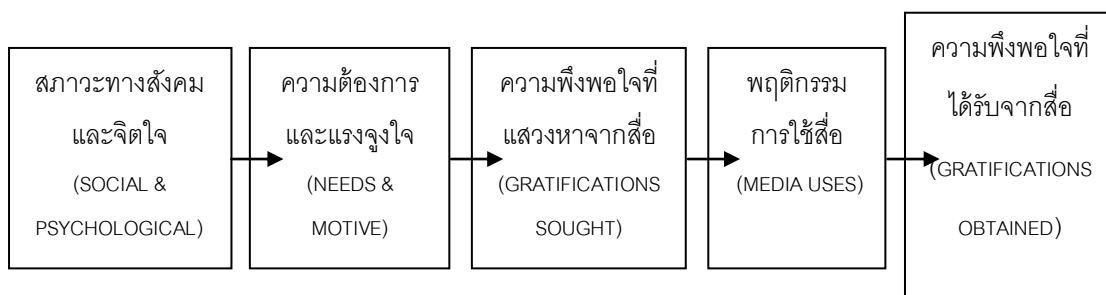 สภาวะทางสังคม
และจิตใจ
(SOCIAL &
PSYCHOLOGICAL)
ความต้องการ
และแรงจูงใจ
(NEEDS &
MOTIVE)
ความพึงพอใจที่
แสวงหาจากสื่อ
(GRATIFICATIONS
SOUGHT)
พฤติกรรม
การใช้สื่อ
(MEDIA USES)
ความพึงพอใจที่
ได้รับจากสื่อ
(GRATIFICATIONS
OBTAINED)